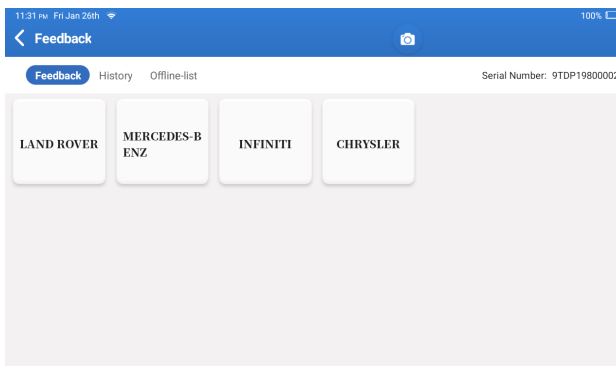 11:31 PM Fri Jan 26th 100%
Feedback
Feedback History Offline-list Serial Number: 9TDP19800002
LAND ROVER MERCEDES-B INFINITI CHRYSLER
ENZ